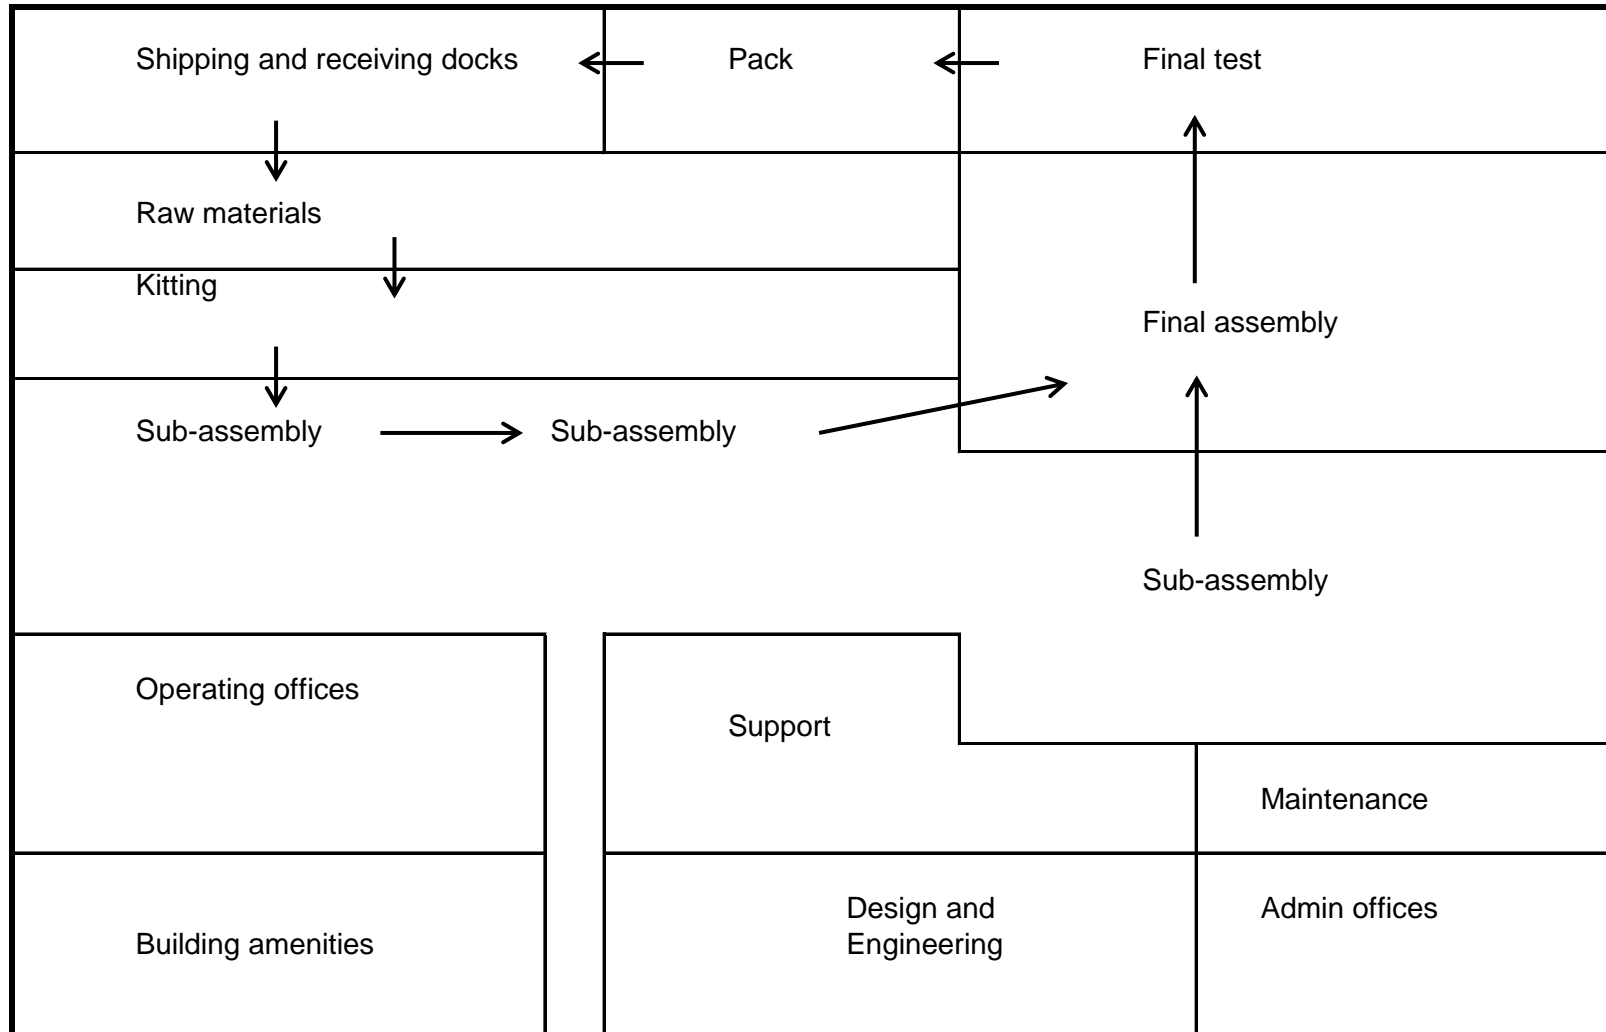 Shipping and receiving docks
Pack
Final test
Raw materials
Kitting
Final assembly
Sub-assembly
Sub-assembly
Sub-assembly
Operating offices
Support
Maintenance
Design and
Engineering
Admin offices
Building amenities